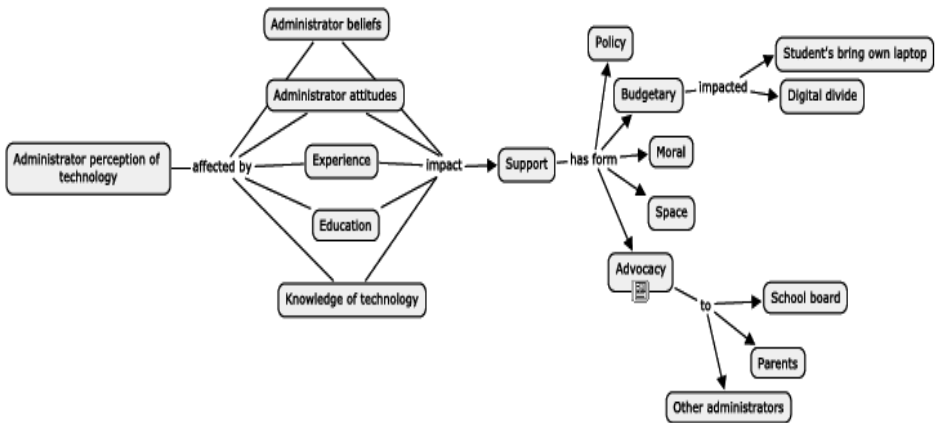 Administrator beliefs
Administrator attitudes
Administrator perception of
technology
affected by
Experience
Education
Knowledge of technology
impact
Support
has form
Policy
Budgetary
impacted
Student's bring own laptop
Digital divide
Moral
Space
Advocacy
to
School board
Parents
Other administrators